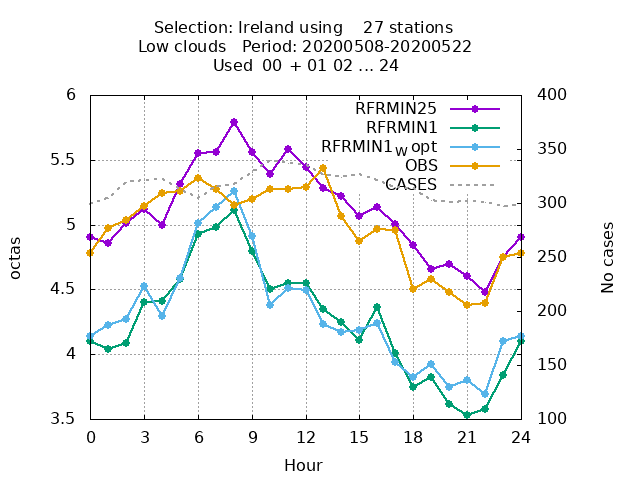 Selection: Ireland using    27 stations
Low clouds   Period: 20200508-20200522
Used 00 + 01 02 ... 24
6
5.5
5
4.5
4
3.5
400
350
300
250
200
150
100
RFRMIN25
RFRMIN1
RFRMIN1W opt
OBS
CASES
octas
No cases
0 3 6 9 12 15 18 21 24
Hour